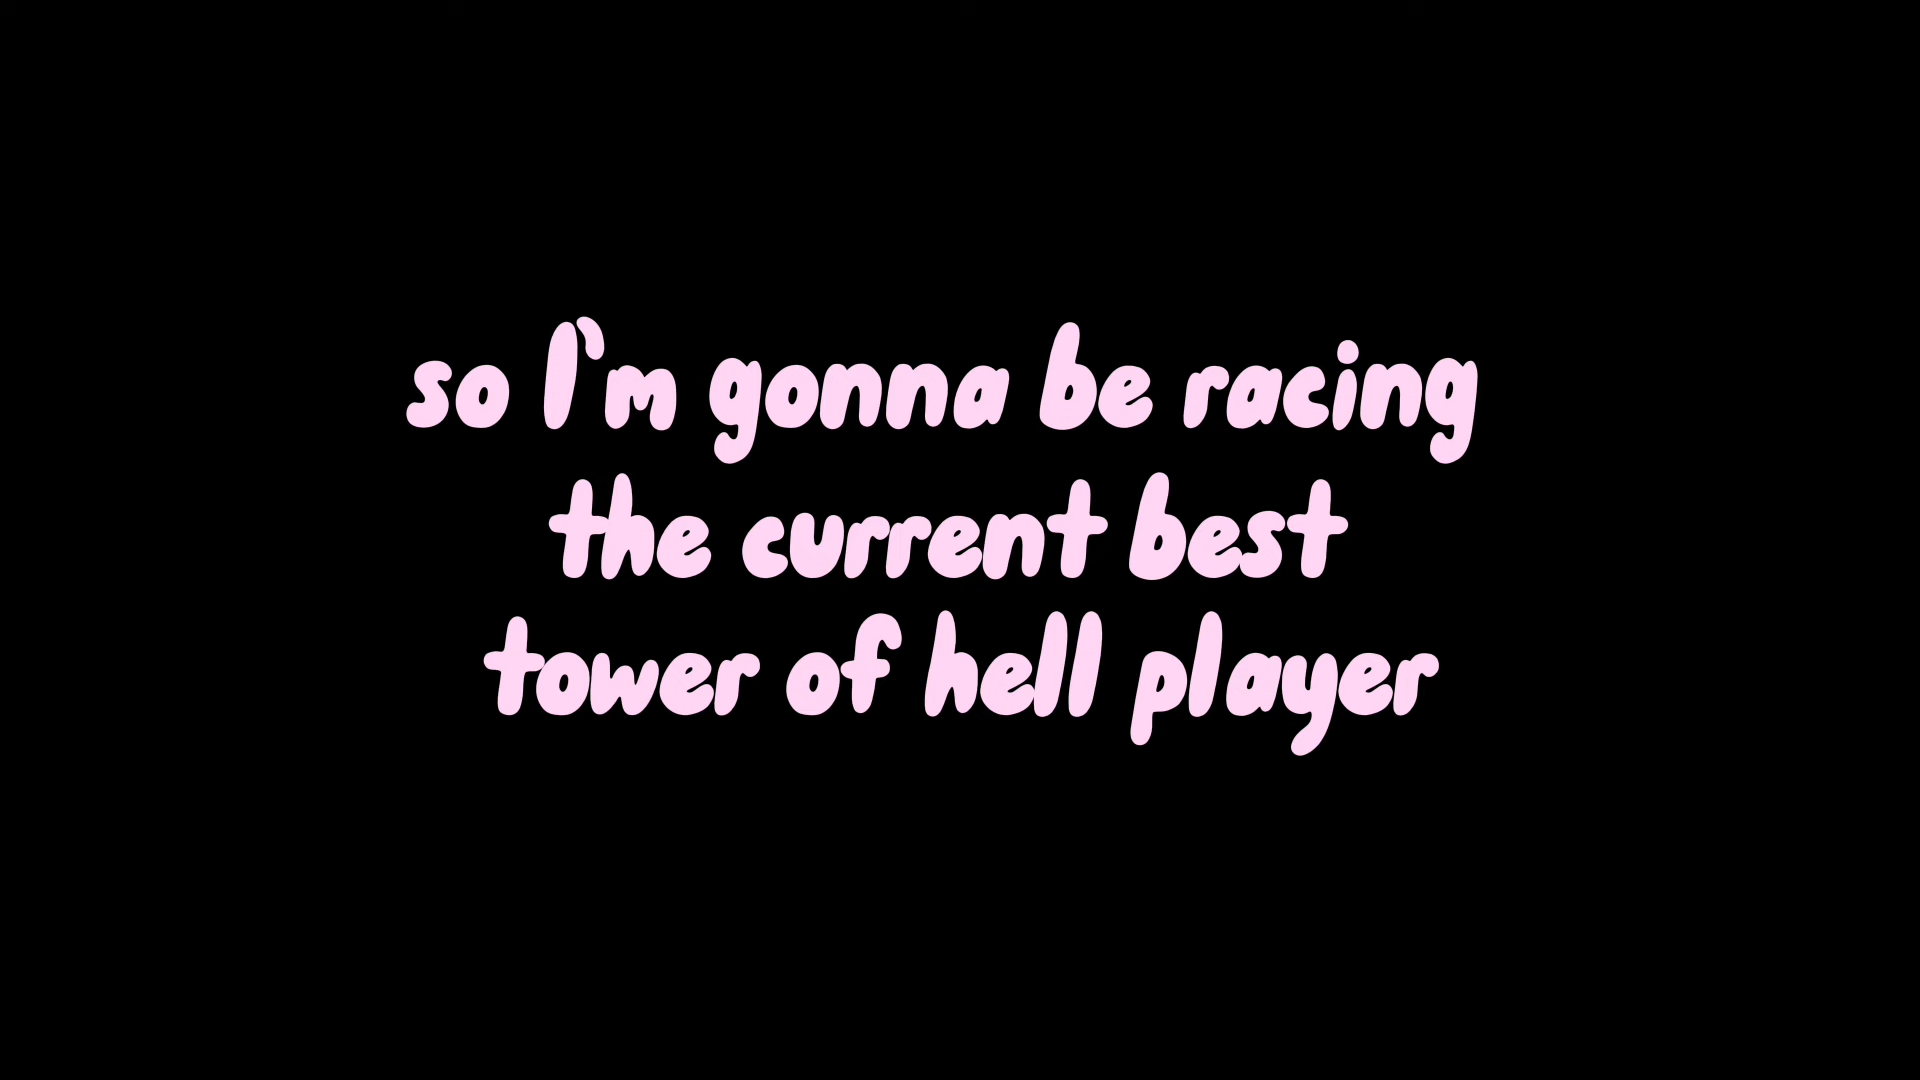 so I'm gonna be racing
the current best
tower of hell player